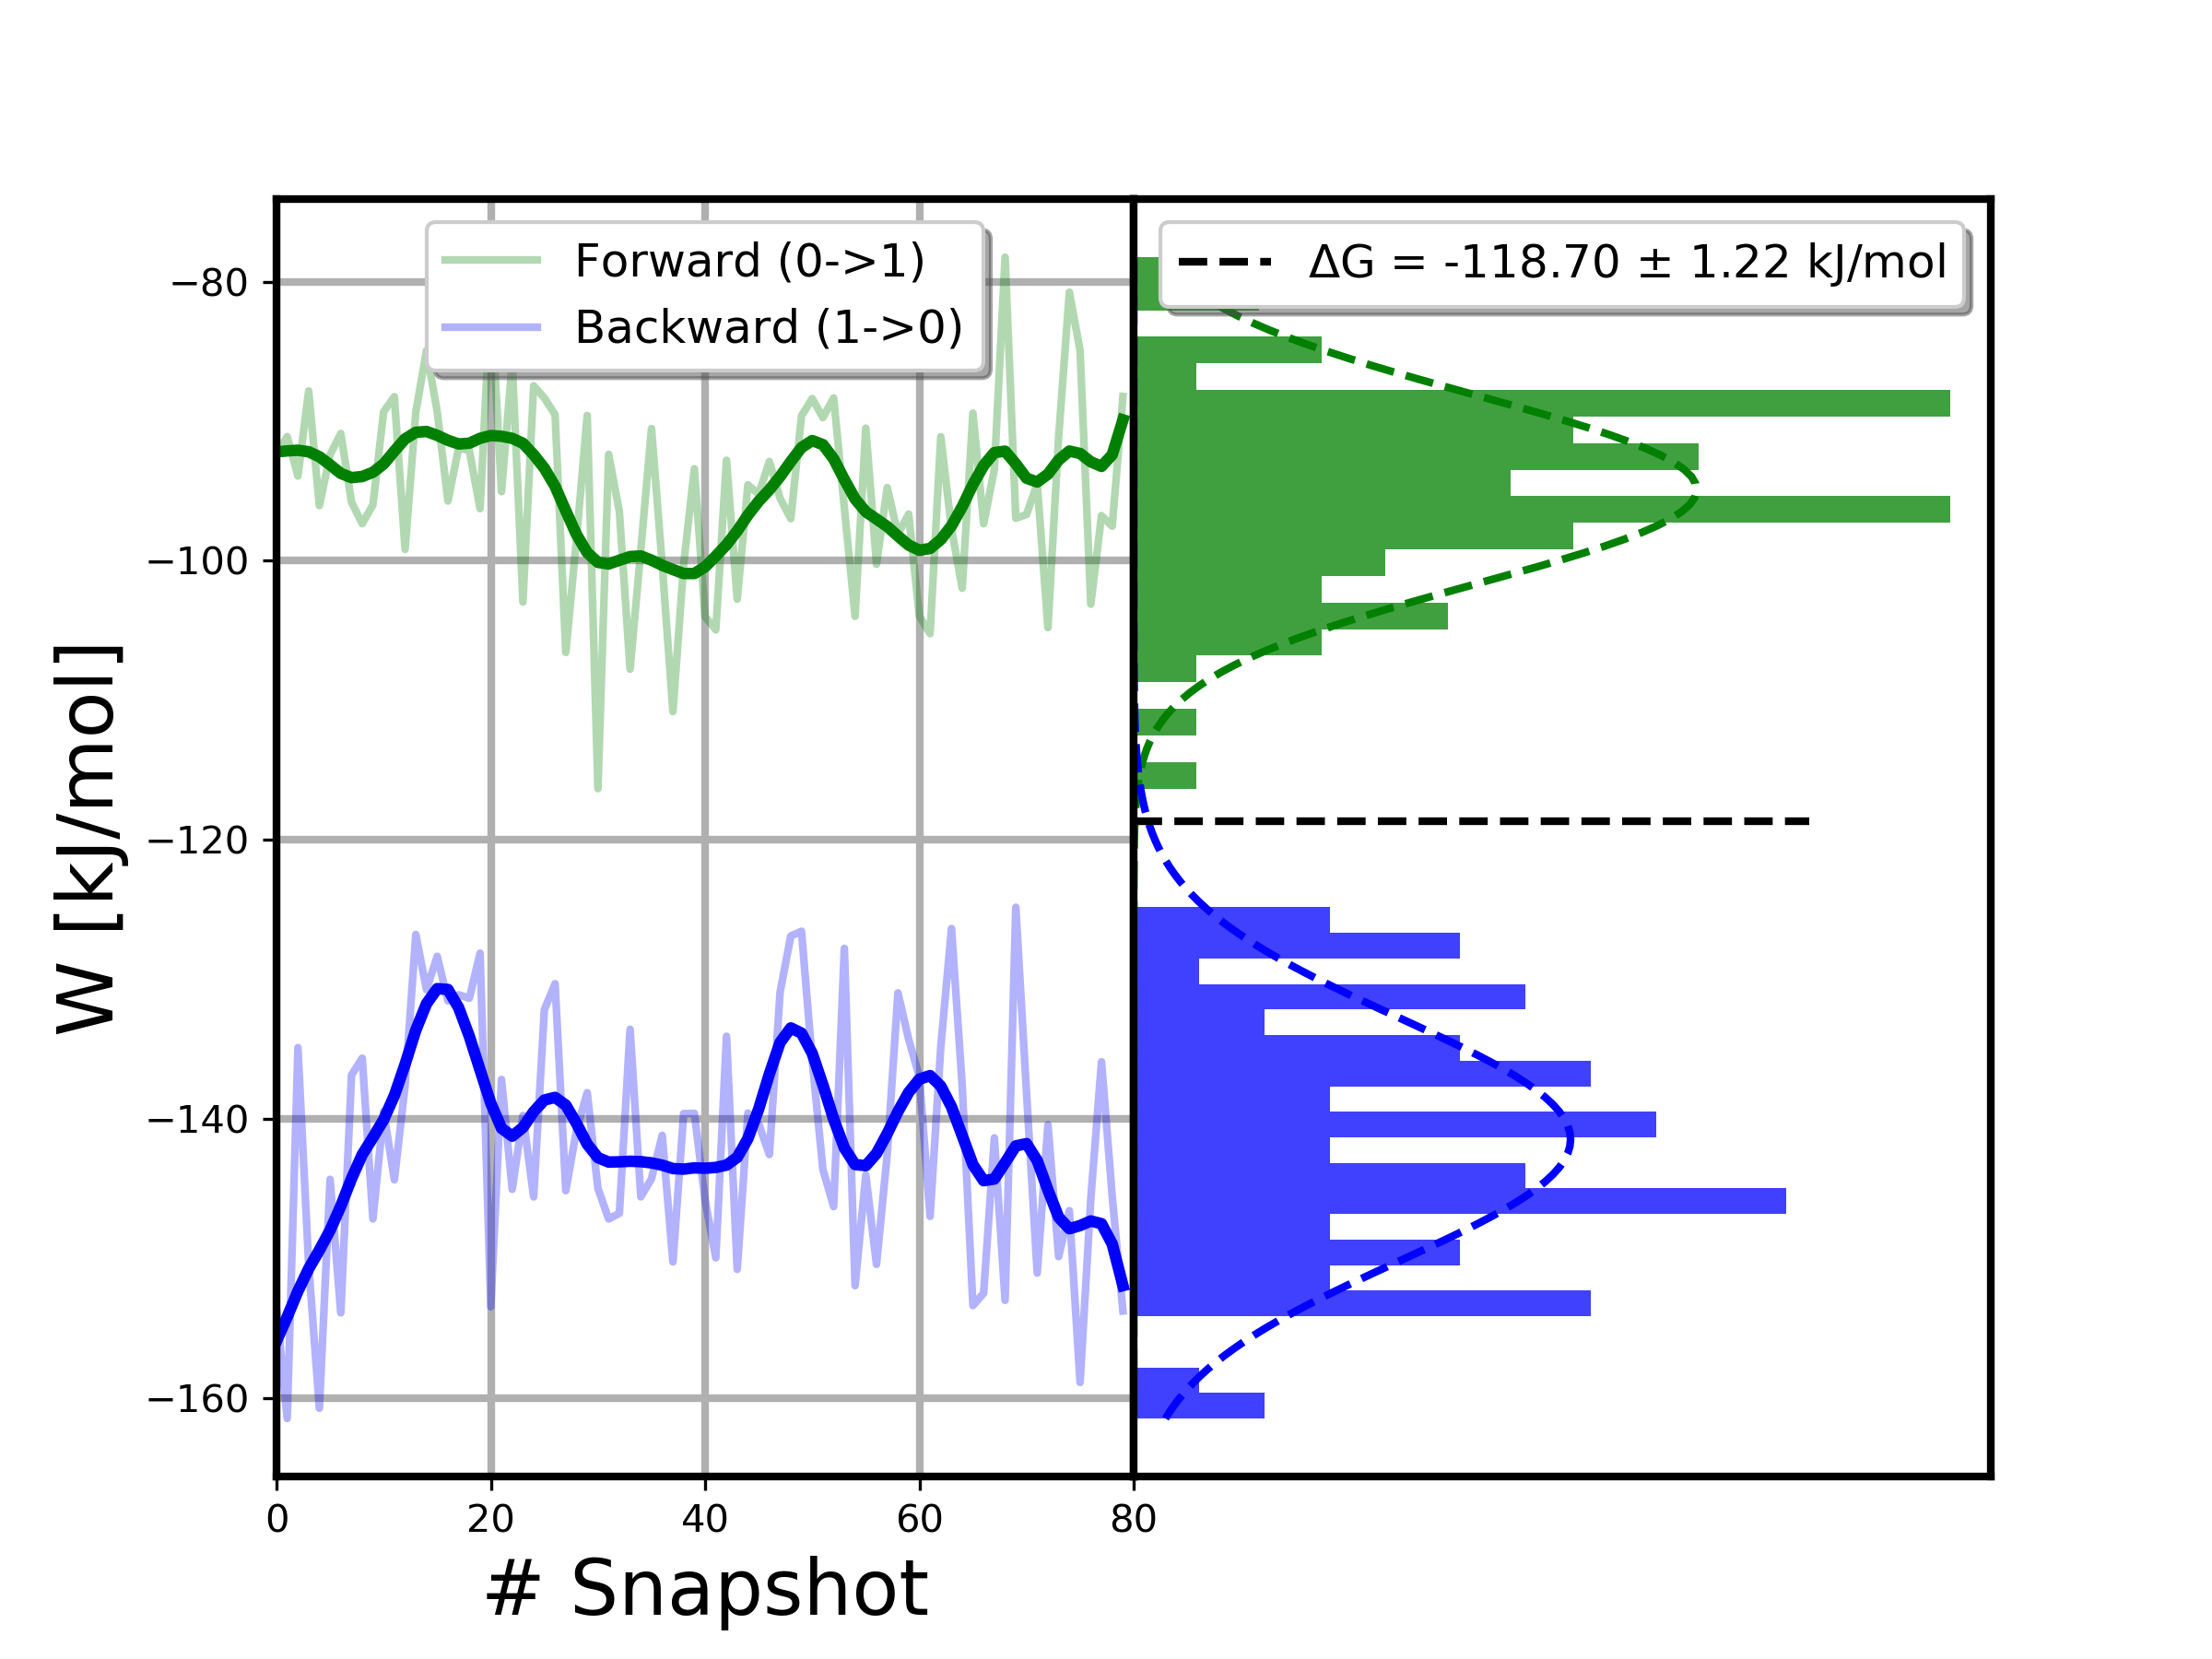 Forward (0->1)
Backward (1->0)
ΔG = -118.70 ± 1.22 kJ/mol
W [kJ/mol]
−80
−100
−120
−140
−160
0 20 40 60 80
# Snapshot